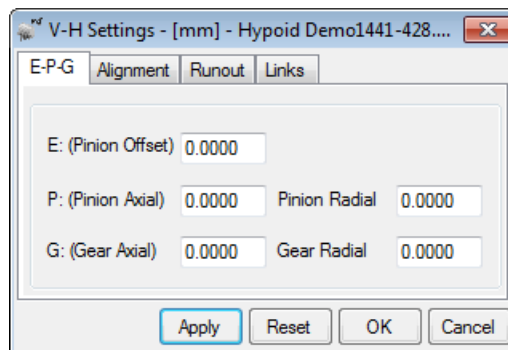 V-H Settings - [mm] - Hypoid Demo1441-428....
E-P-G Alignment Runout Links
E: (Pinion Offset) 0.0000
P: (Pinion Axial) 0.0000 Pinion Radial 0.0000
G: (Gear Axial) 0.0000 Gear Radial 0.0000
Apply Reset OK Cancel